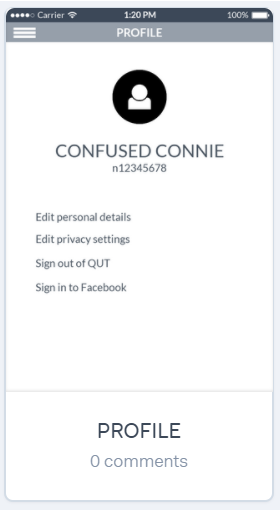 Carrier 1:20 PM 100%
PROFILE
CONFUSED CONNIE
n12345678
Edit personal details
Edit privacy settings
Sign out of QUT
Sign in to Facebook
PROFILE
0 comments